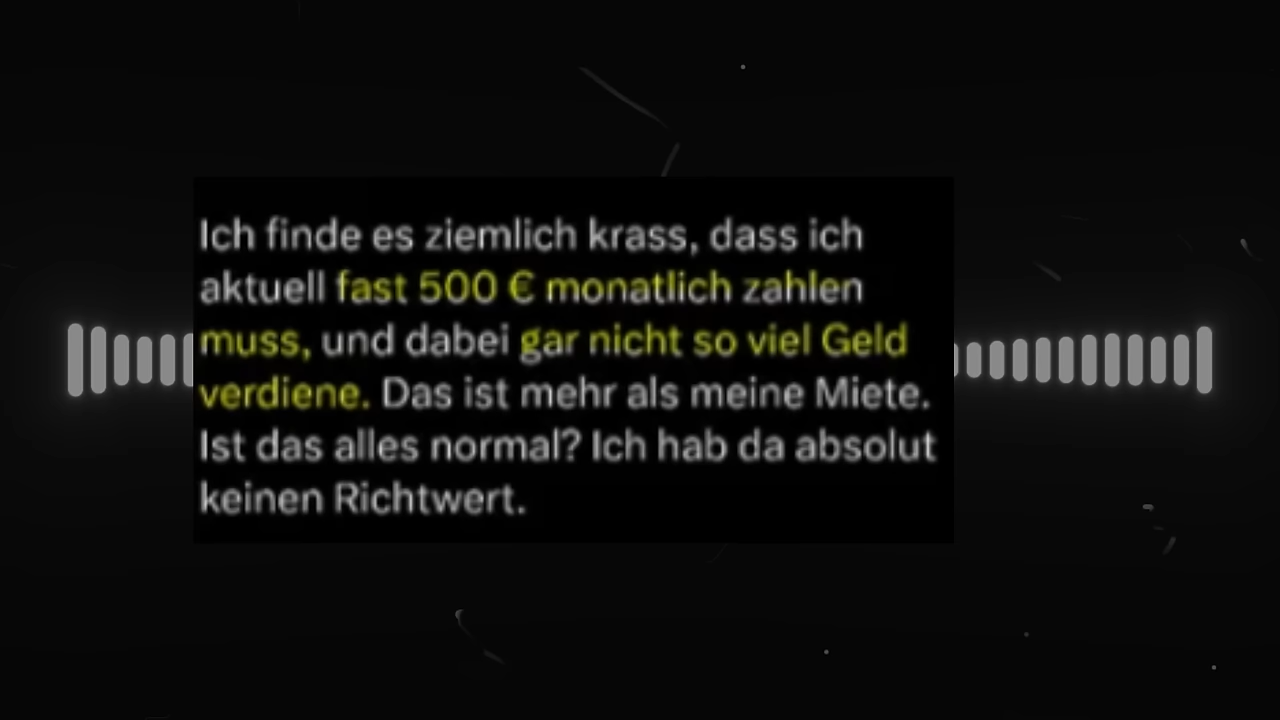 Ich finde es ziemlich krass, dass ich
aktuell fast 500 € monatlich zahlen
muss, und dabei gar nicht so viel Geld
verdiene. Das ist mehr als meine Miete.
Ist das alles normal? Ich hab da absolut
keinen Richtwert.